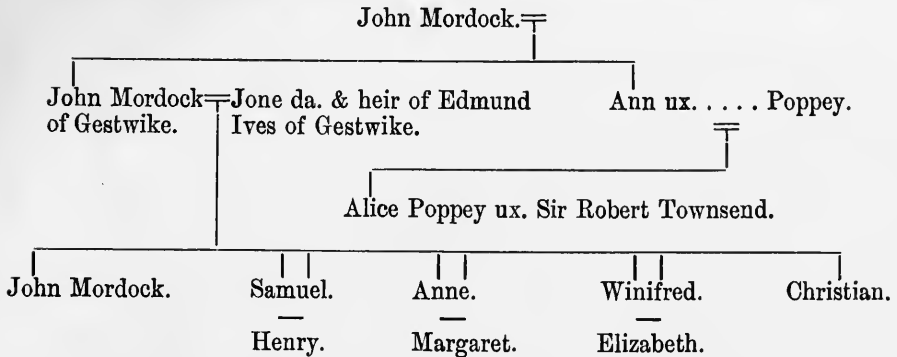 John Mordock.
John Mordock Jone da. & heir of Edmund
of Gestwike. Ives of Gestwike.
Ann ux. . . . . . Poppey.
Alice Poppey ux. Sir Robert Townsend.
John Mordock. Samuel. Anne. Winifred. Christian.
Henry. Margaret. Elizabeth.